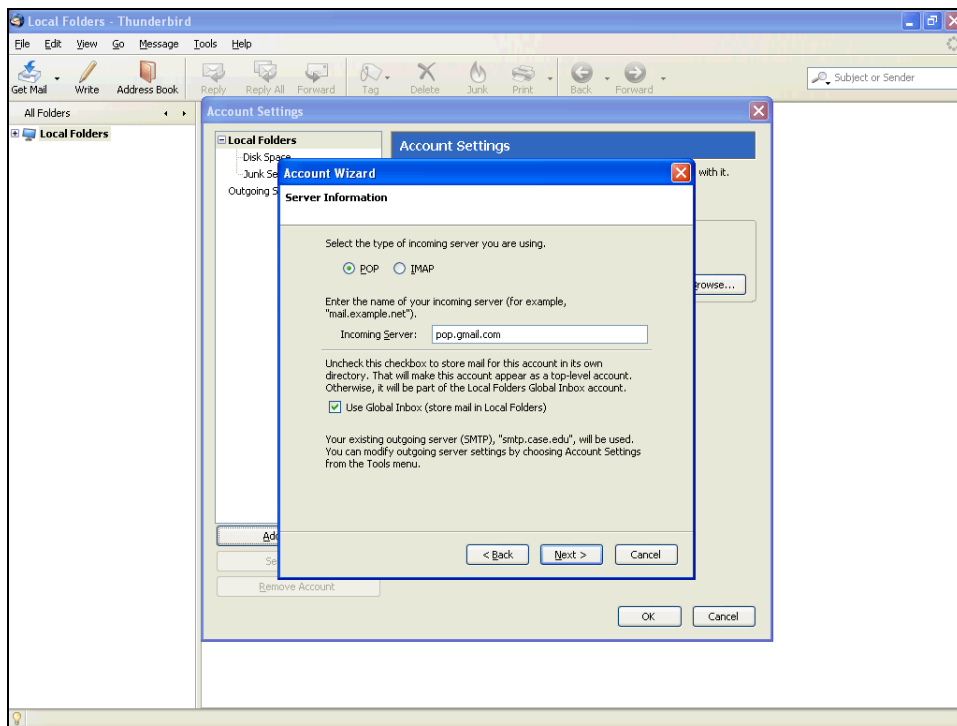 Local Folders - Thunderbird
File Edit View Go Message Tools Help
Get Mail Write Address Book Reply Reply All Forward Tag Delete Junk Print Back Forward Subject or Sender
All Folders
Local Folders
Account Settings
Local Folders
Disk Space
Junk Se
Outgoing S
Account Settings
with it.
rowse...
Account Wizard
Server Information
Select the type of incoming server you are using.
POP IMAP
Enter the name of your incoming server (for example,
"mail.example.net").
Incoming Server: pop.gmail.com
Uncheck this checkbox to store mail for this account in its own
directory. That will make this account appear as a top-level account.
Otherwise, it will be part of the Local Folders Global Inbox account.
Use Global Inbox (store mail in Local Folders)
Your existing outgoing server (SMTP), "smtp.case.edu", will be used.
You can modify outgoing server settings by choosing Account Settings
from the Tools menu.
< Back Next > Cancel
Add
Se
Remove Account
OK Cancel